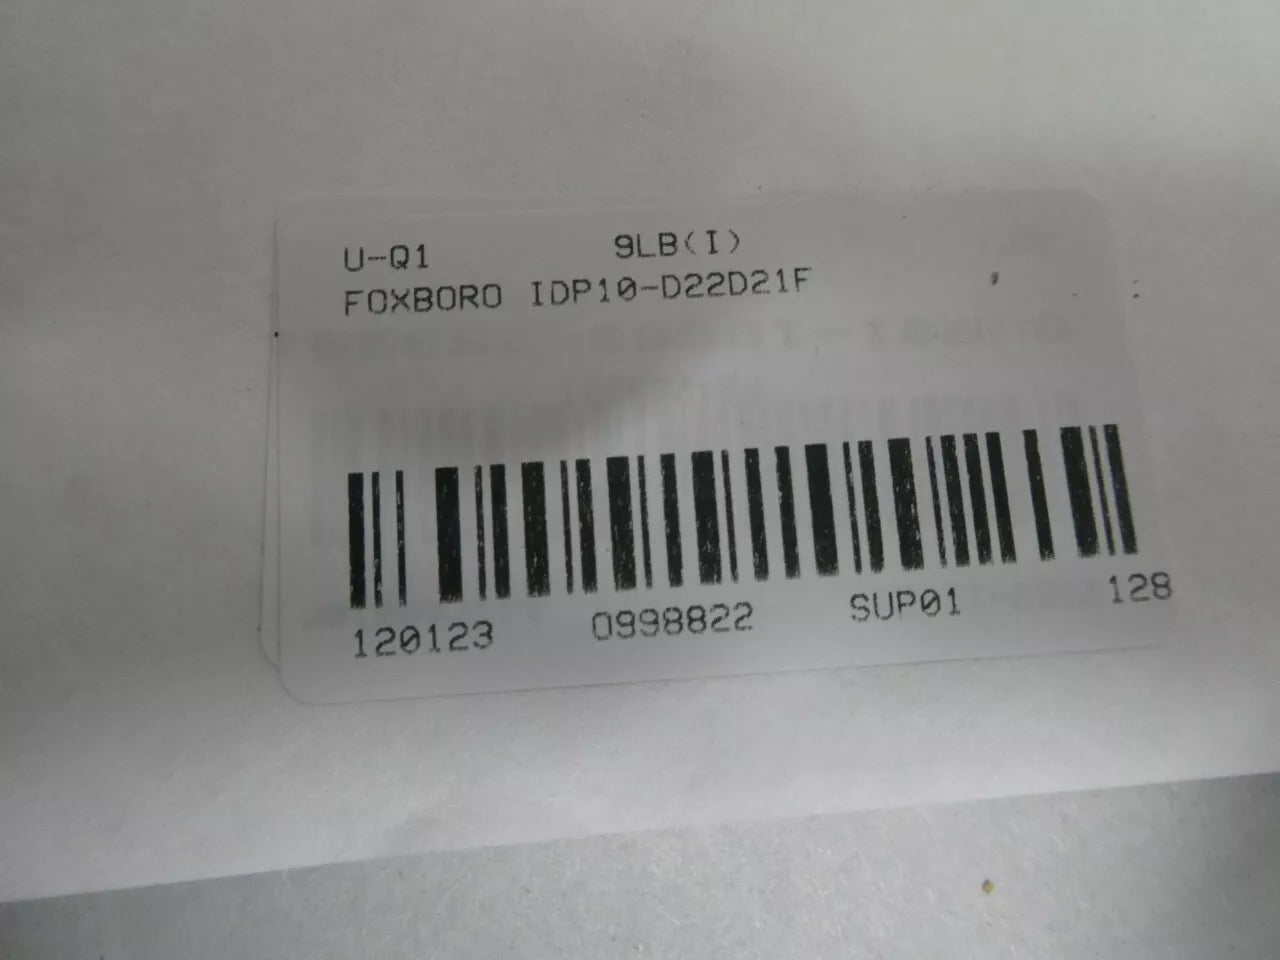 U-Q1 9LB(I)
FOXBORO IDP10-D22D21F
120123 0998822 SUP01 128